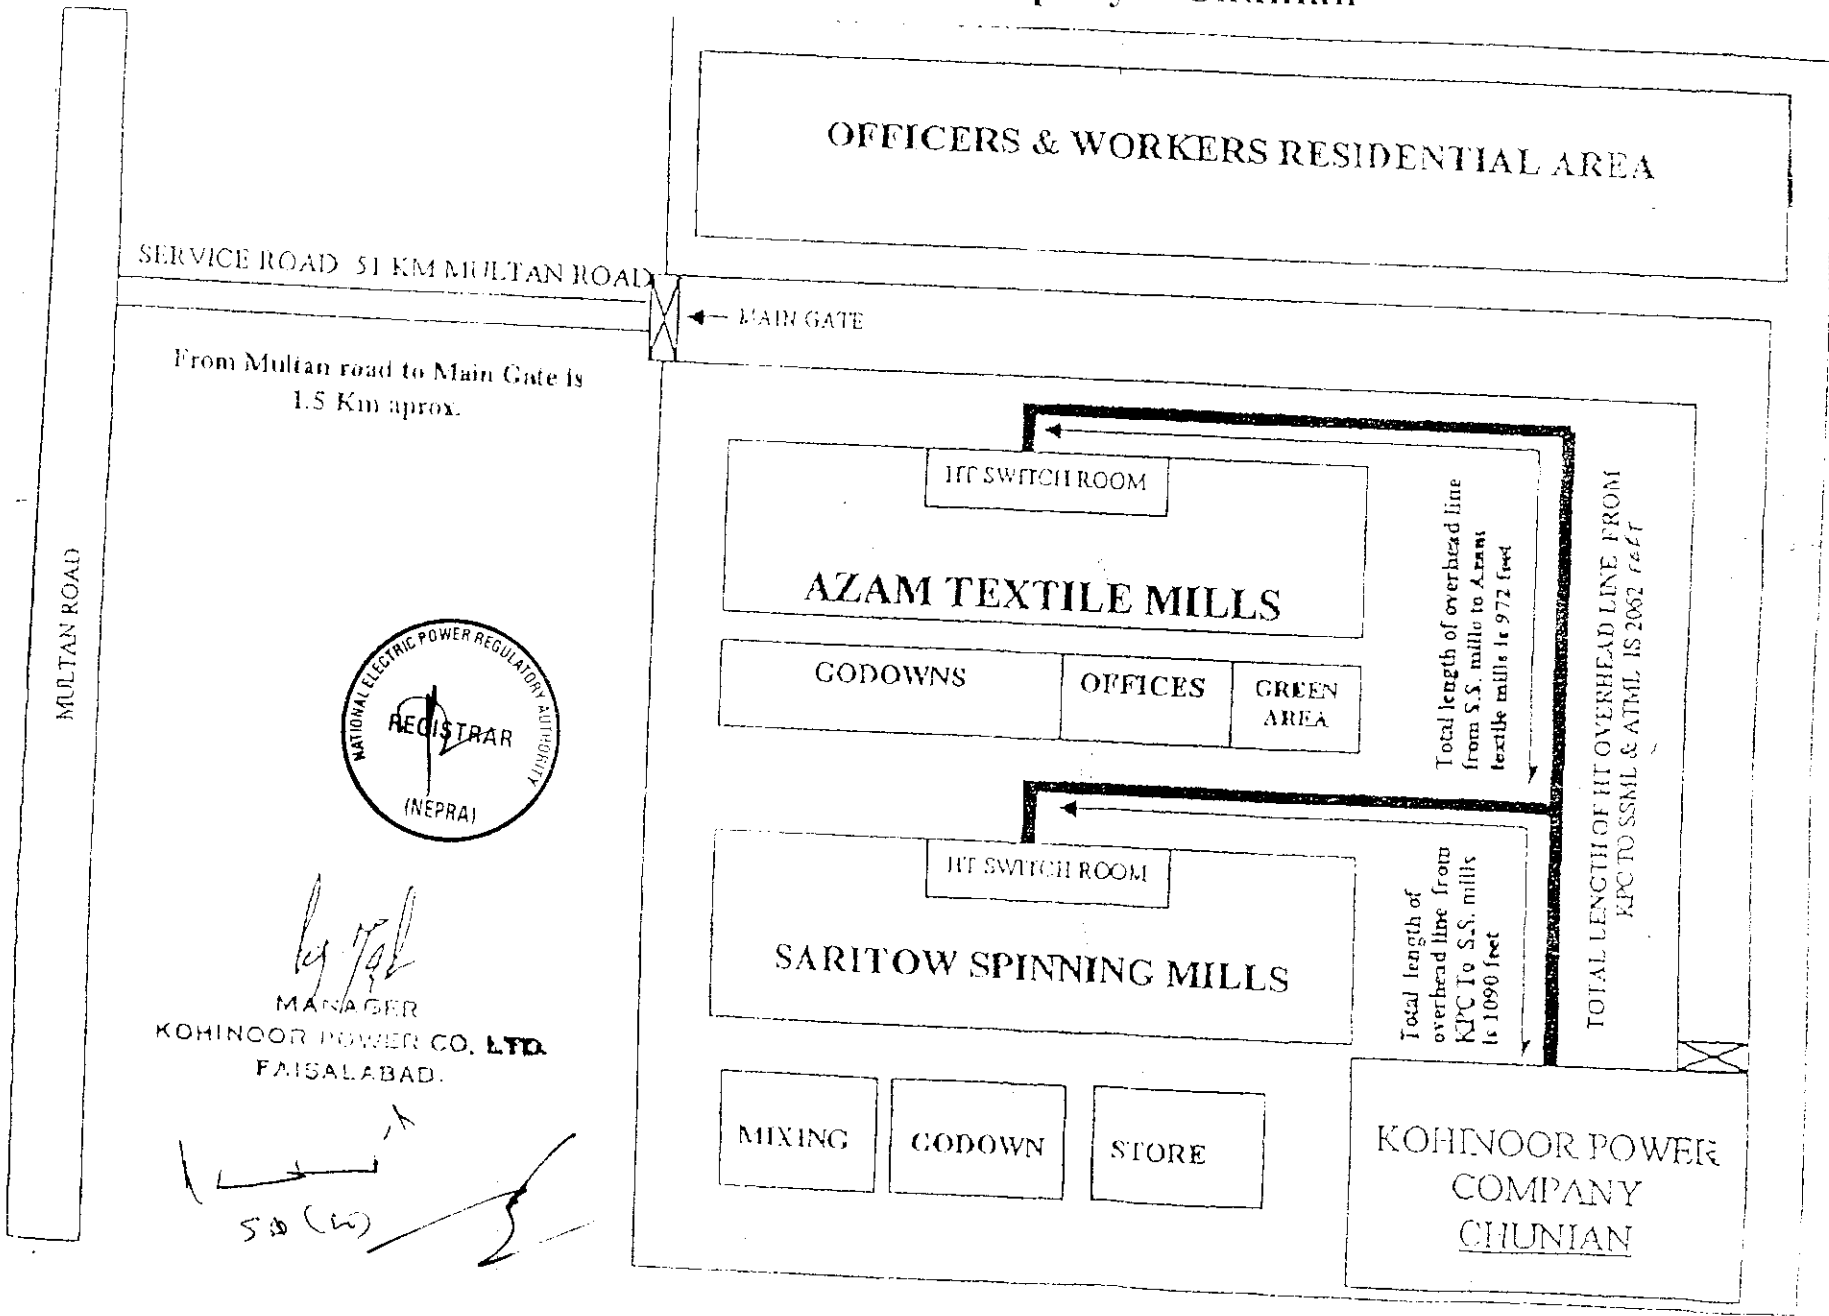 OFFICERS & WORKERS RESIDENTIAL AREA
SERVICE ROAD 51 KM MULTAN ROAD
MAIN GATE
From Multan road to Main Gate is
1.5 Km aprox.
MULTAN ROAD
HT SWITCH ROOM
AZAM TEXTILE MILLS
GODOWNS
OFFICES
GREEN
AREA
Total length of overhead line
from S.S. mills to Azam
textile mills is 972 feet
TOTAL LENGTH OF HT OVERHEAD LINE FROM
KPC TO SSML & ATML IS 2062 FEET
NATIONAL ELECTRIC POWER REGULATORY AUTHORITY
REGISTRAR
(NEPRA)
HT SWITCH ROOM
SARITOW SPINNING MILLS
Total length of
overhead line from
KPC To S.S. mills
is 1090 feet
MANAGER
KOHINOOR POWER CO. LTD.
FAISALABAD.
MIXING
GODOWN
STORE
KOHINOOR POWER
COMPANY
CHUNIAN